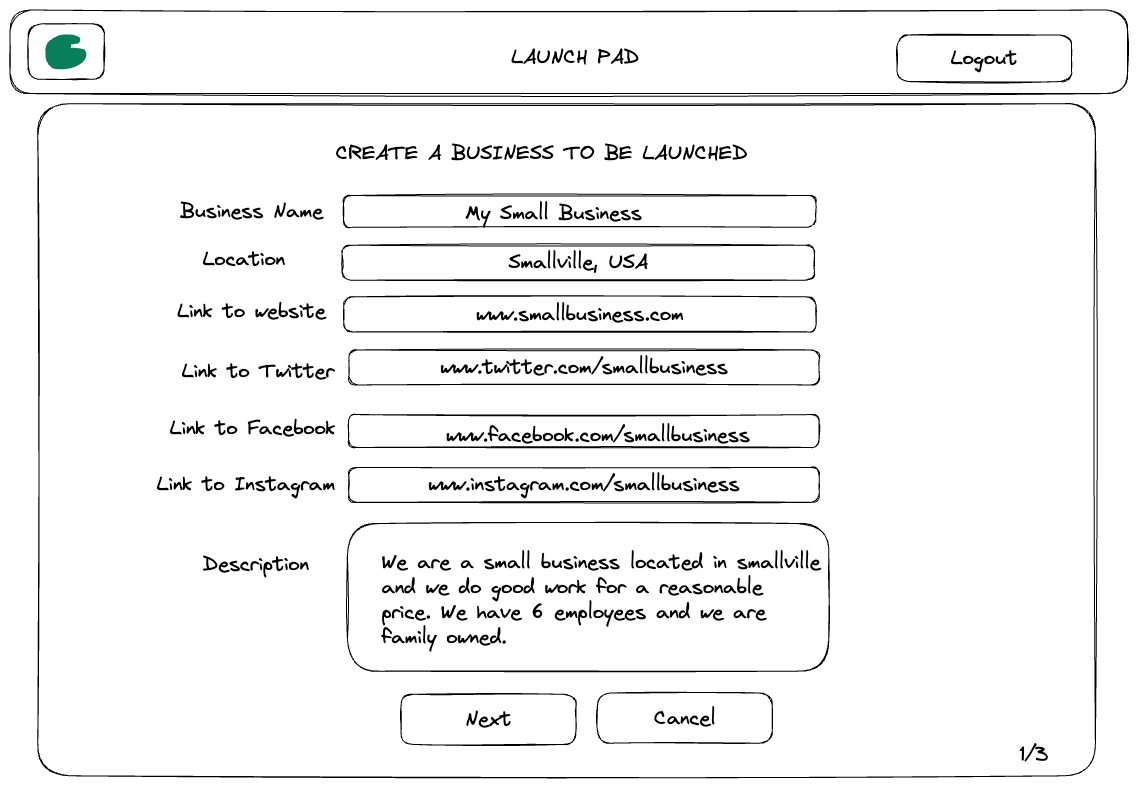 LAUNCH PAD
Logout
CREATE A BUSINESS TO BE LAUNCHED
Business Name
My Small Business
Location
Smallville, USA
Link to website
www.smallbusiness.com
Link to Twitter
www.twitter.com/smallbusiness
Link to Facebook
www.facebook.com/smallbusiness
Link to Instagram
www.instagram.com/smallbusiness
Description
We are a small business located in smallville
and we do good work for a reasonable
price. We have 6 employees and we are
family owned.
Next
Cancel
1/3